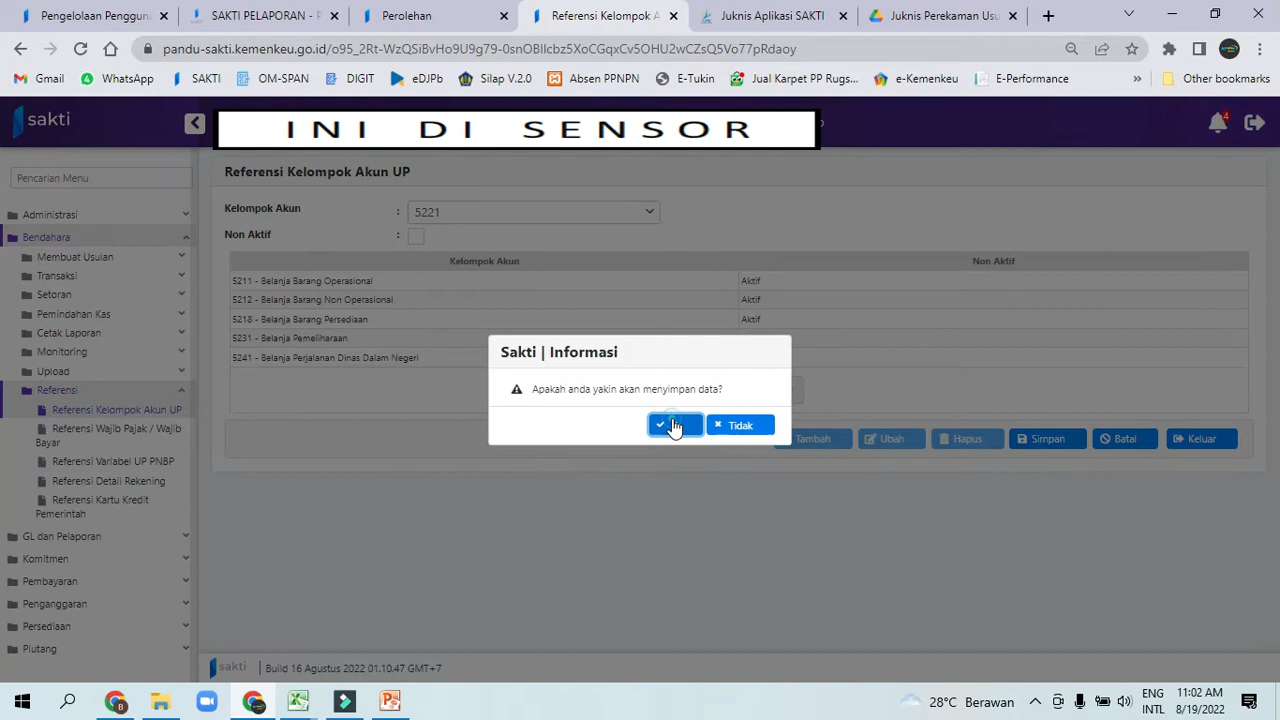 Pengelolaan Penggun
SAKTI PELAPORAN - P
Perolehan
Referensi Kelompok A
Juknis Aplikasi SAKTI
Juknis Perekaman Usu
pandu-sakti.kemenkeu.go.id/o95_2Rt-WzQSiBvHo9U9g79-0snOBIlcbz5XoCGqxCv5OHU2wCZsQ5Vo77pRdaoy
Gmail
WhatsApp
SAKTI
OM-SPAN
DIGIT
eDJPb
Silap V.2.0
Absen PPNPN
E-Tukin
Jual Karpet PP Rugs...
e-Kemenkeu
E-Performance
»
Other bookmarks
sakti
INI DI SENSOR
4
Pencarian Menu
Administrasi
Bendahara
Membuat Usulan
Transaksi
Setoran
Pemindahan Kas
Cetak Laporan
Monitoring
Upload
Referensi
Referensi Kelompok Akun UP
Referensi Wajib Pajak / Wajib
Bayar
Referensi Variabel UP PNBP
Referensi Detail Rekening
Referensi Kartu Kredit
Pemerintah
GL dan Pelaporan
Komitmen
Pembayaran
Penganggaran
Persediaan
Piutang
Referensi Kelompok Akun UP
Kelompok Akun : 5221
Non Aktif :
Kelompok Akun Non Aktif
5211 - Belanja Barang Operasional Aktif
5212 - Belanja Barang Non Operasional Aktif
5218 - Belanja Barang Persediaan Aktif
5231 - Belanja Pemeliharaan
5241 - Belanja Perjalanan Dinas Dalam Negeri
Sakti | Informasi
Apakah anda yakin akan menyimpan data?
Tidak
Tambah
Ubah
Hapus
Simpan
Batal
Keluar
sakti
Build 16 Agustus 2022 01.10.47 GMT+7
28°C Berawan
ENG
INTL
11:02 AM
8/19/2022